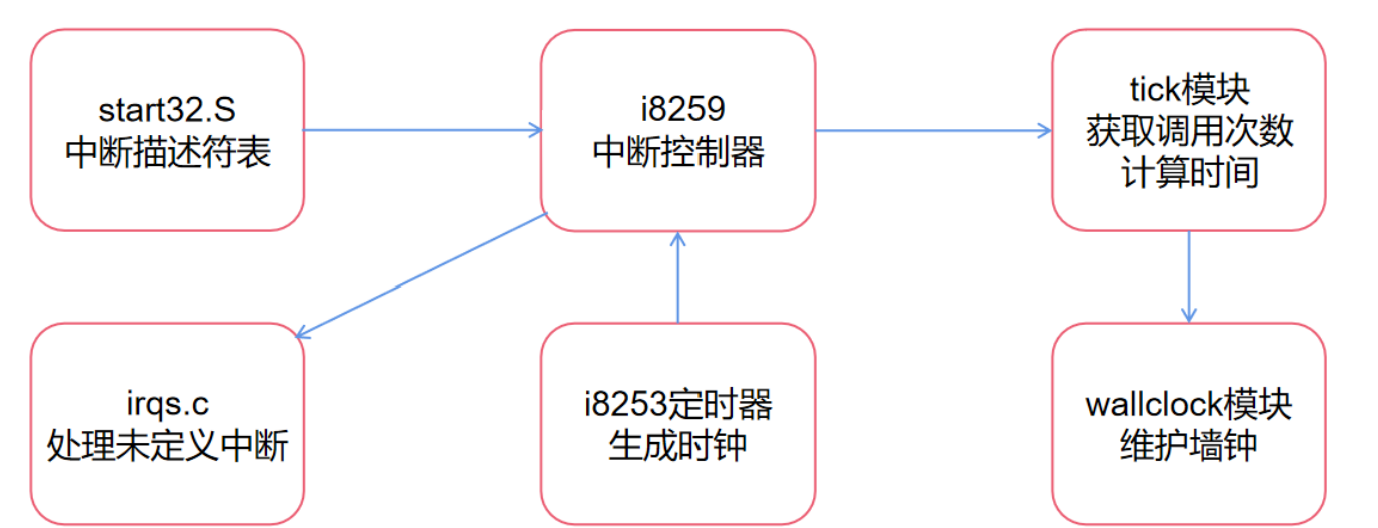 start32.S
中断描述符表
i8259
中断控制器
tick模块
获取调用次数
计算时间
irqs.c
处理未定义中断
i8253定时器
生成时钟
wallclock模块
维护墙钟